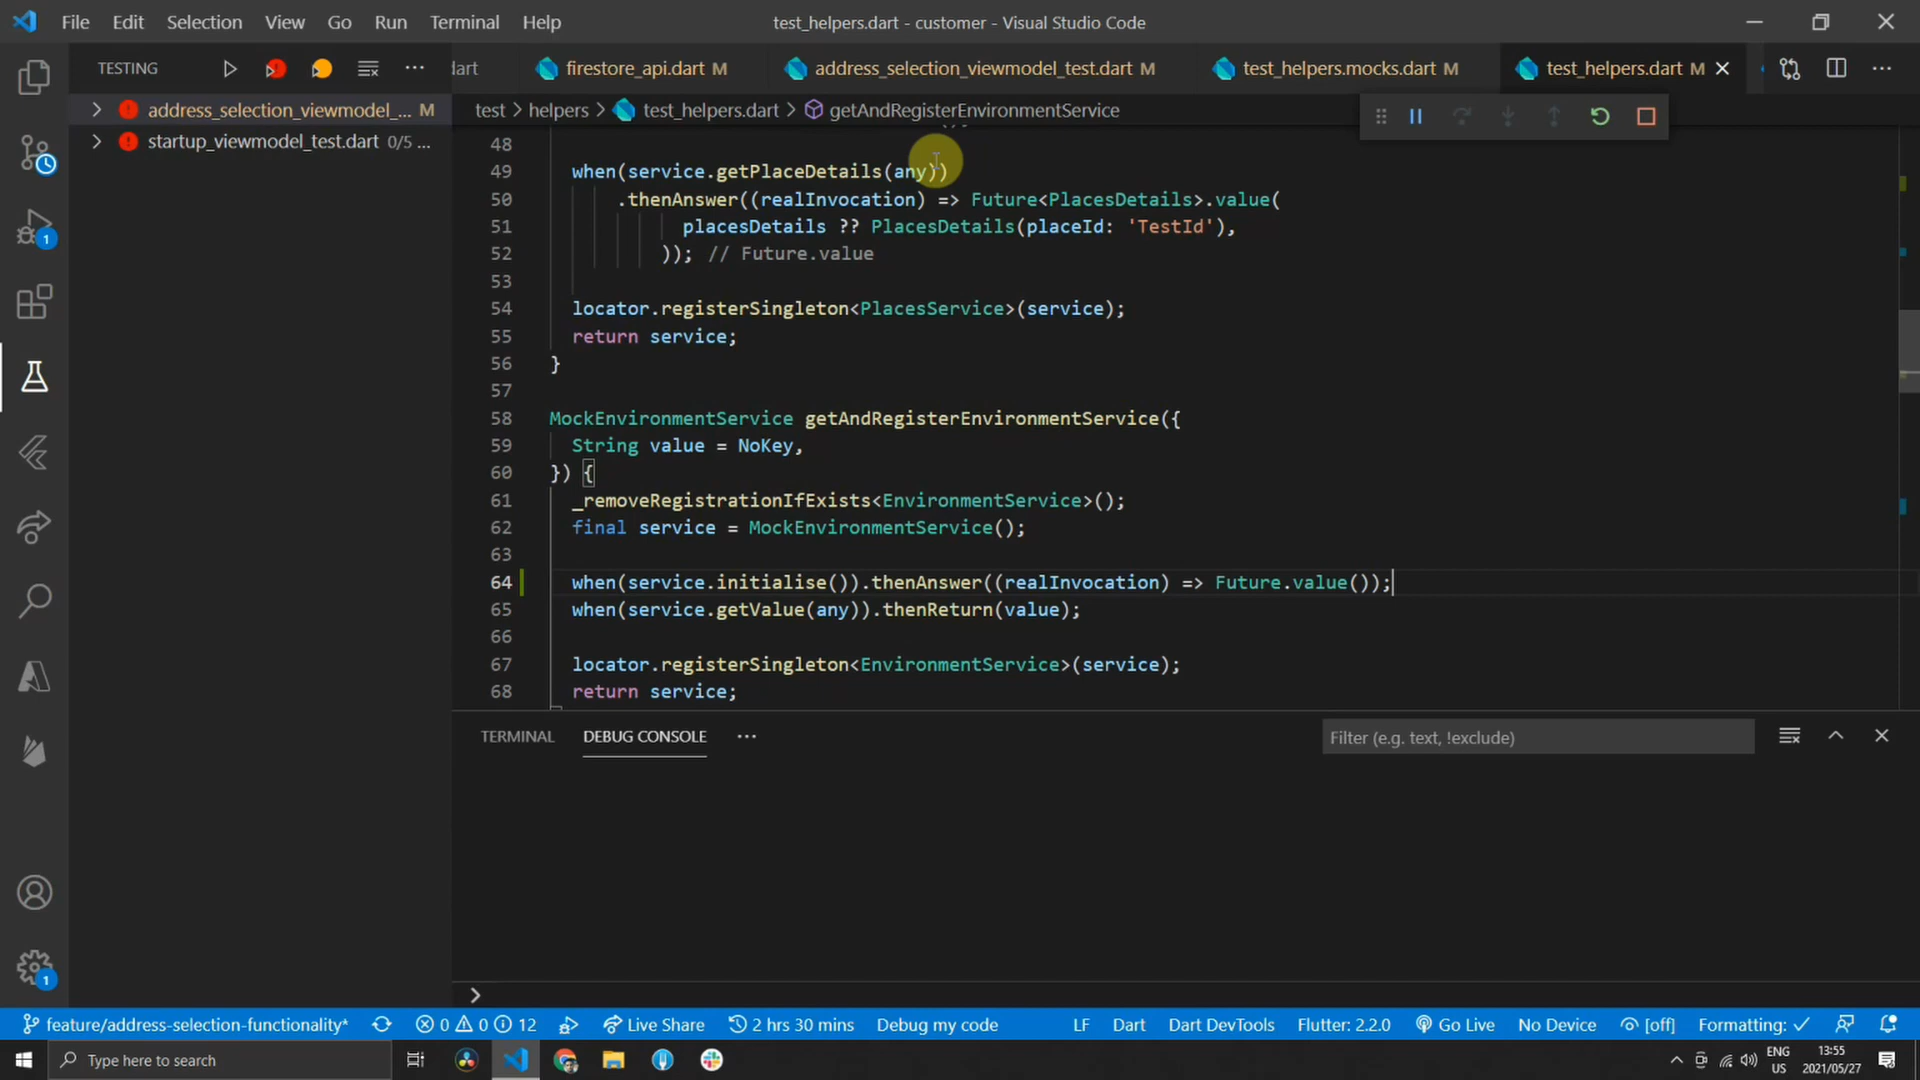 File Edit Selection View Go Run Terminal Help
test_helpers.dart - customer - Visual Studio Code
TESTING
dart
firestore_api.dart M
address_selection_viewmodel_test.dart M
test_helpers.mocks.dart M
test_helpers.dart M
address_selection_viewmodel_... M
startup_viewmodel_test.dart 0/5 ...
test > helpers > test_helpers.dart > getAndRegisterEnvironmentService
48
49 when(service.getPlaceDetails(any))
50 .thenAnswer((realInvocation) => Future<PlacesDetails>.value(
51 placesDetails ?? PlacesDetails(placeId: 'TestId'),
52 )); // Future.value
53
54 locator.registerSingleton<PlacesService>(service);
55 return service;
56 }
57
58 MockEnvironmentService getAndRegisterEnvironmentService({
59 String value = NoKey,
60 }) {
61 _removeRegistrationIfExists<EnvironmentService>();
62 final service = MockEnvironmentService();
63
64 when(service.initialise()).thenAnswer((realInvocation) => Future.value());
65 when(service.getValue(any)).thenReturn(value);
66
67 locator.registerSingleton<EnvironmentService>(service);
68 return service;
TERMINAL DEBUG CONSOLE ...
Filter (e.g. text, !exclude)
1
1
feature/address-selection-functionality* 0 0 12 Live Share 2 hrs 30 mins Debug my code LF Dart Dart DevTools Flutter: 2.2.0 Go Live No Device [off] Formatting: ✓
Type here to search
ENG
US
13:55
2021/05/27